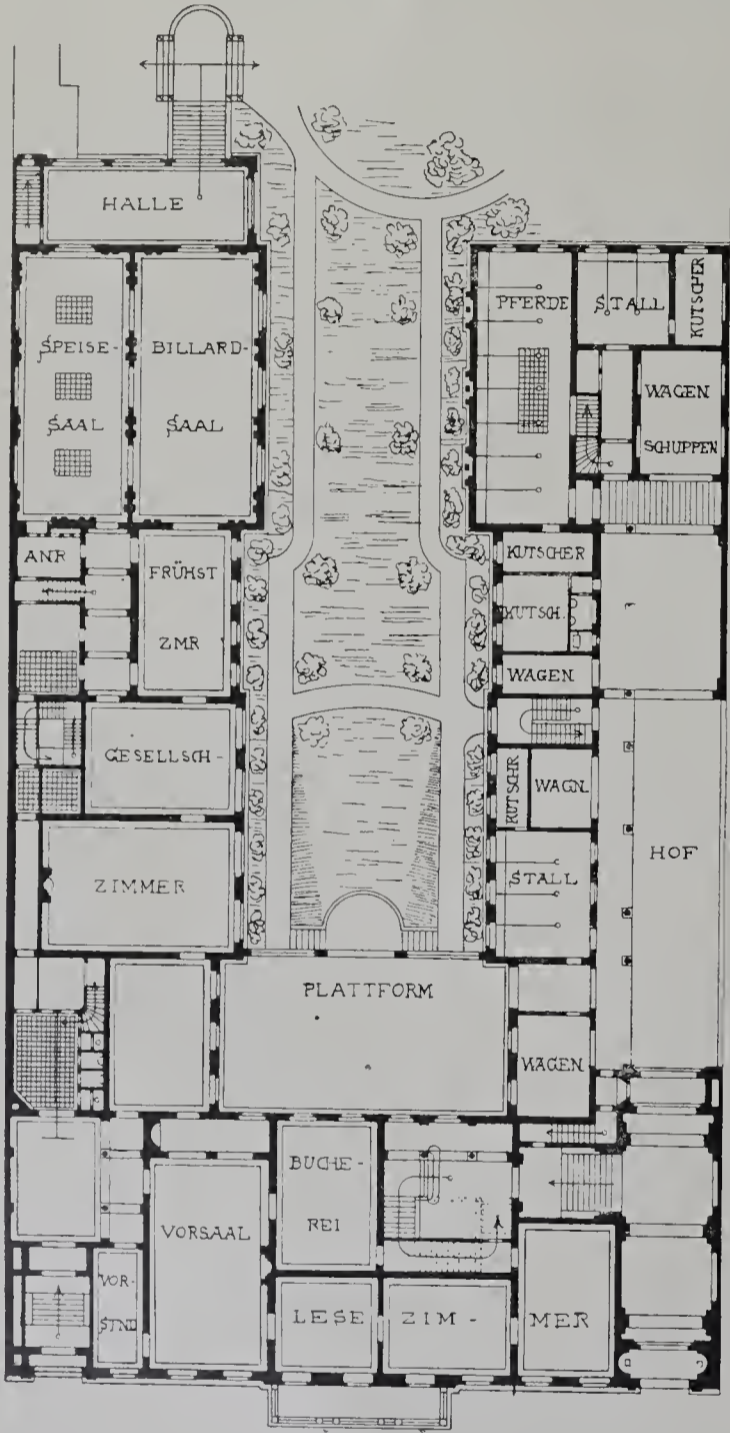 HALLE
SPEISE-
SAAL
BILLARD-
SAAL
PFERDE
STALL
KUTSCHER
WAGEN
SCHUPPEN
ANR
FRÜHST
ZMR
KUTSCHER
KUTSCH.
WAGEN
GESELLSCH-
ZIMMER
KUTSCHR
WAGN.
STALL
HOF
PLATTFORM
WAGEN
VORSAAL
BUCHE-
REI
VOR-
STND
LESE
ZIM-
MER